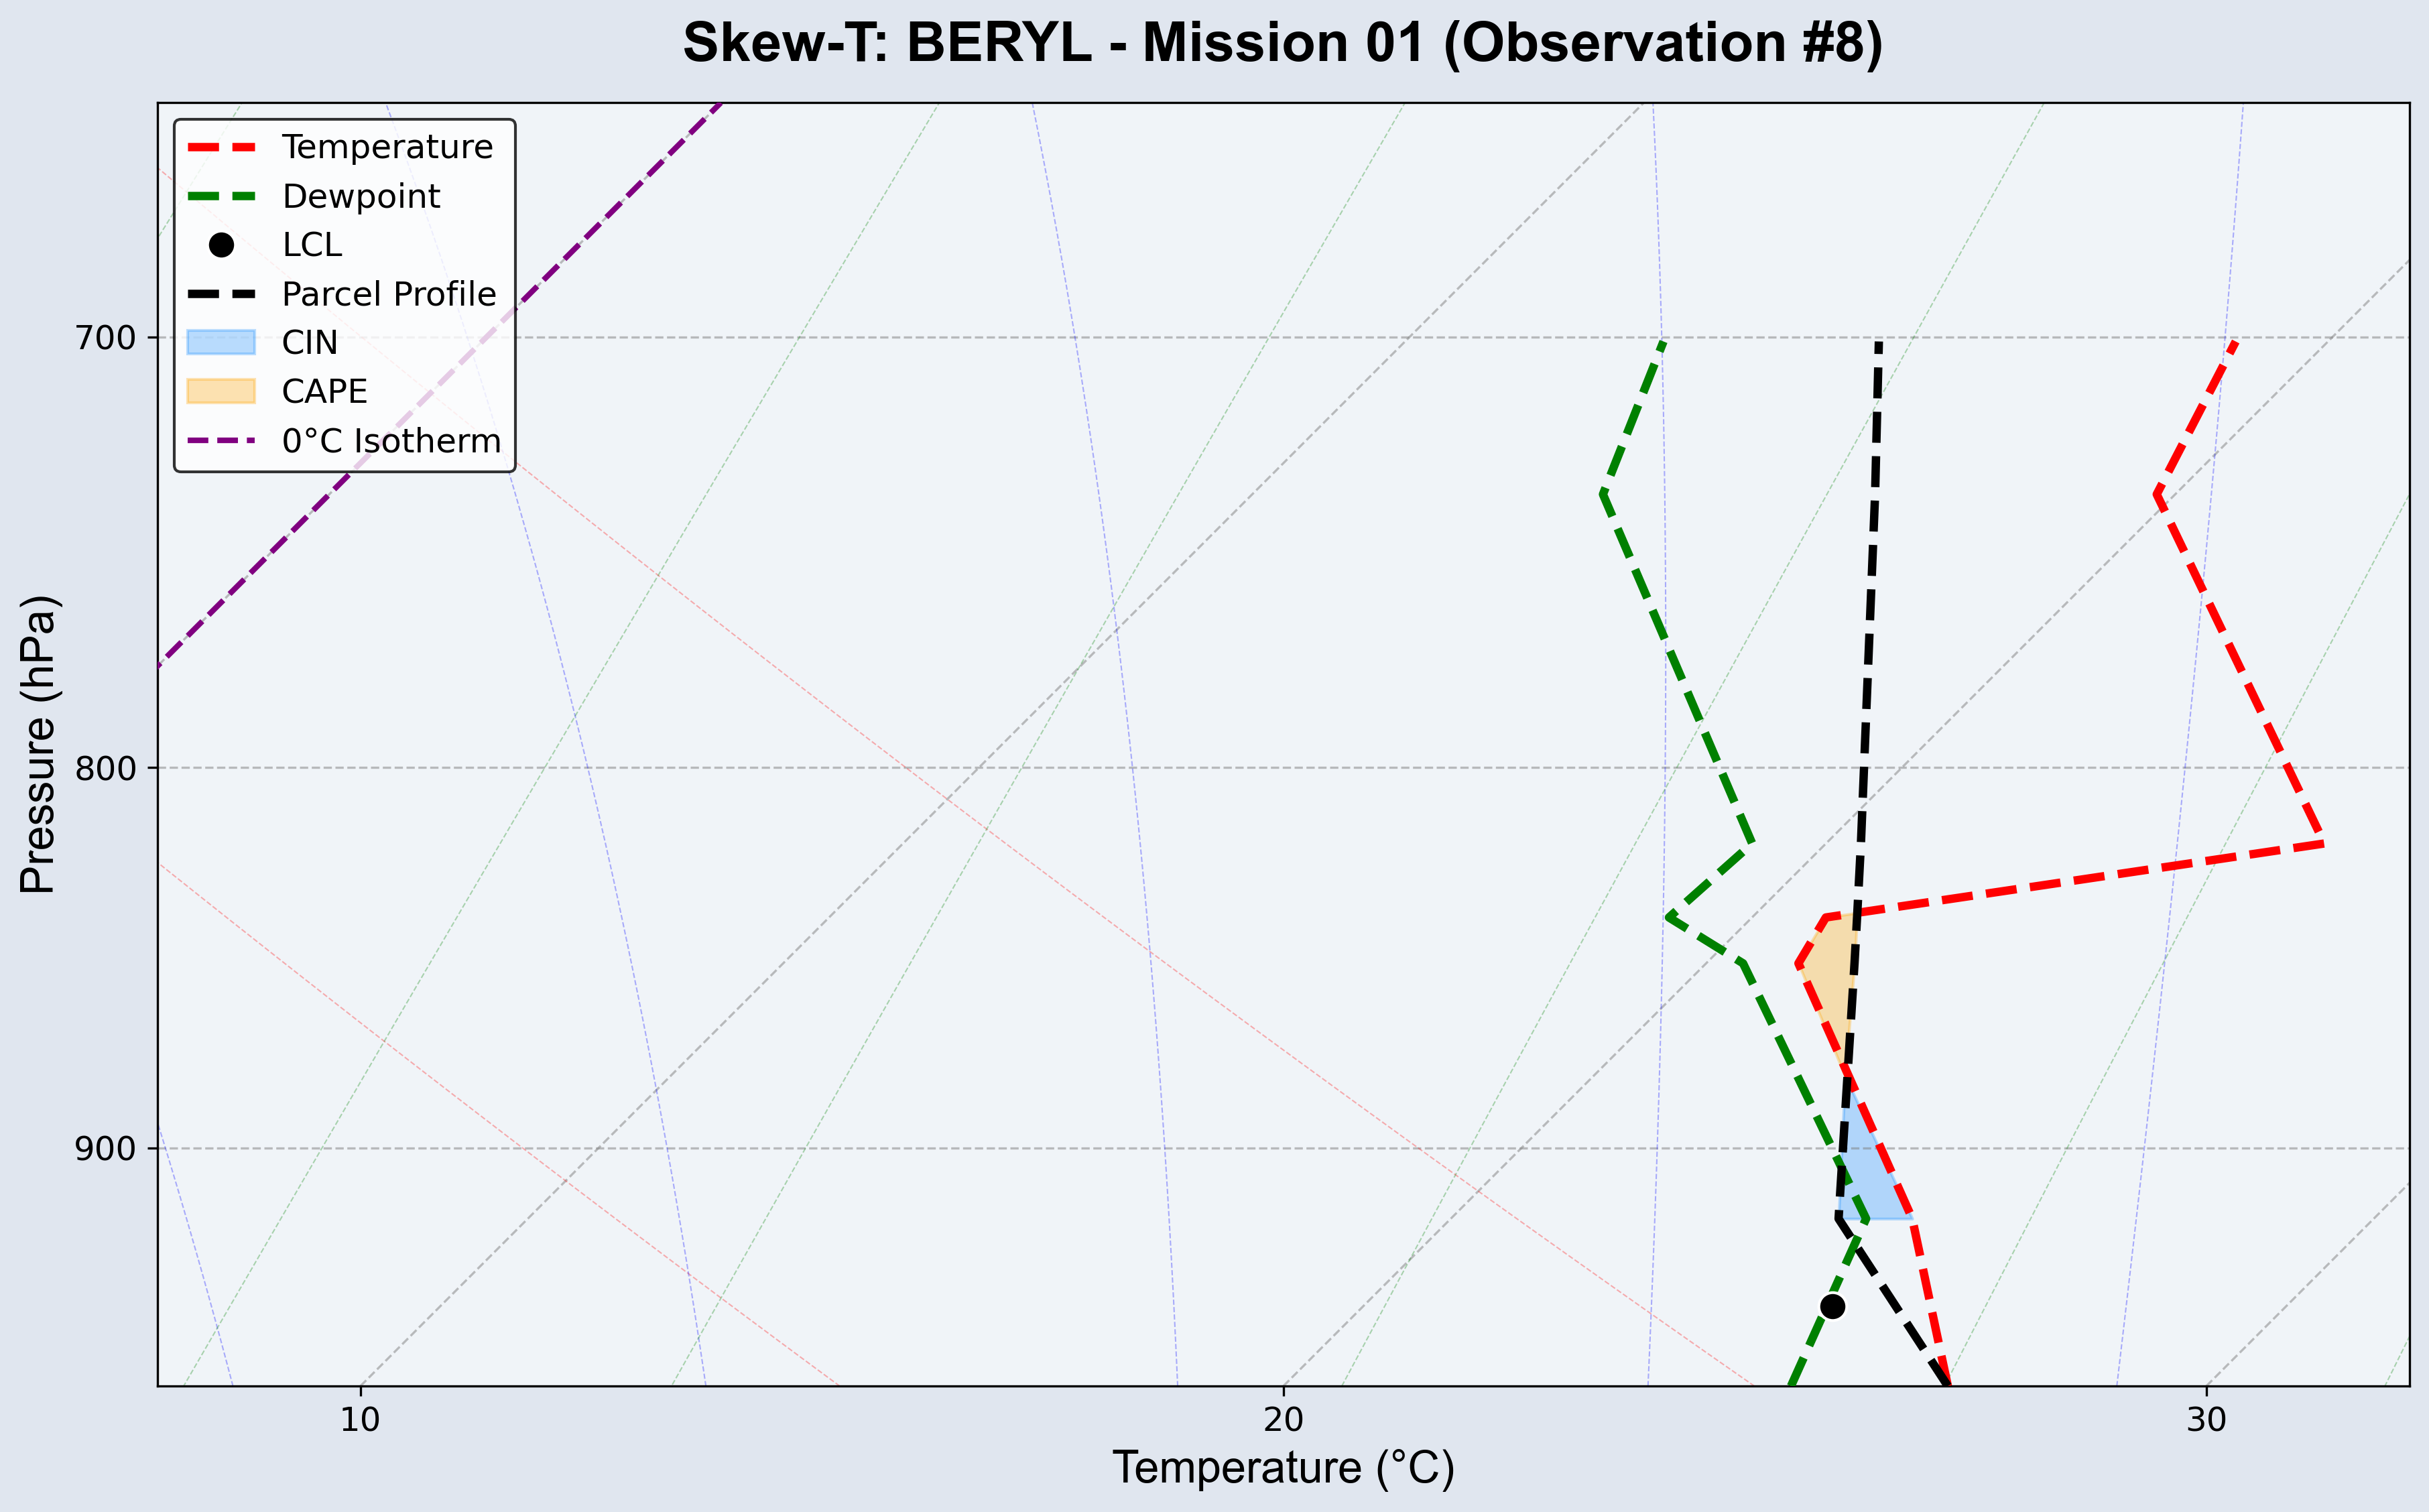 Skew-T: BERYL - Mission 01 (Observation #8)
Temperature
Dewpoint
LCL
Parcel Profile
CIN
CAPE
0°C Isotherm
700
800
900
Pressure (hPa)
10 20 30
Temperature (°C)